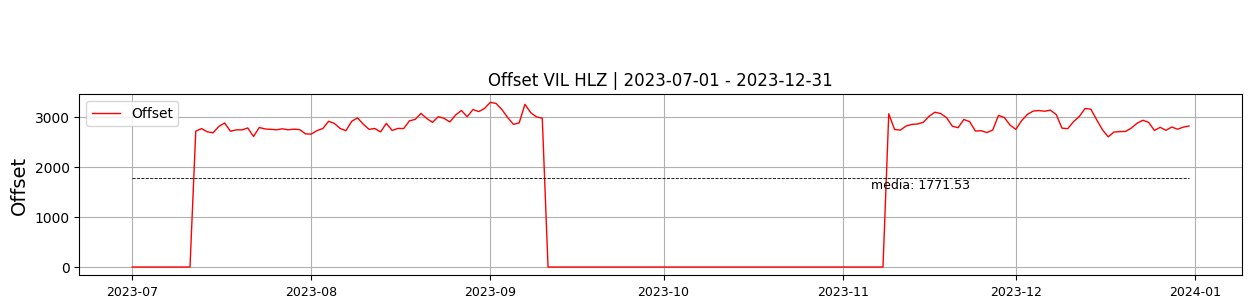 Offset VIL HLZ | 2023-07-01 - 2023-12-31
Offset
Offset
3000
2000
1000
0
media: 1771.53
2023-07 2023-08 2023-09 2023-10 2023-11 2023-12 2024-01